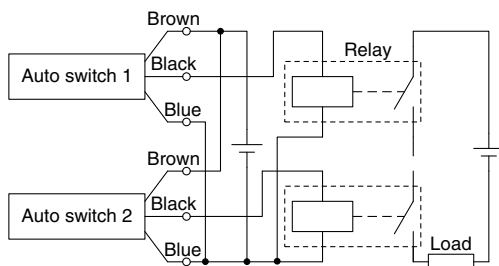 Brown
Auto switch 1
Black
Blue
Relay
Brown
Auto switch 2
Black
Blue
Load